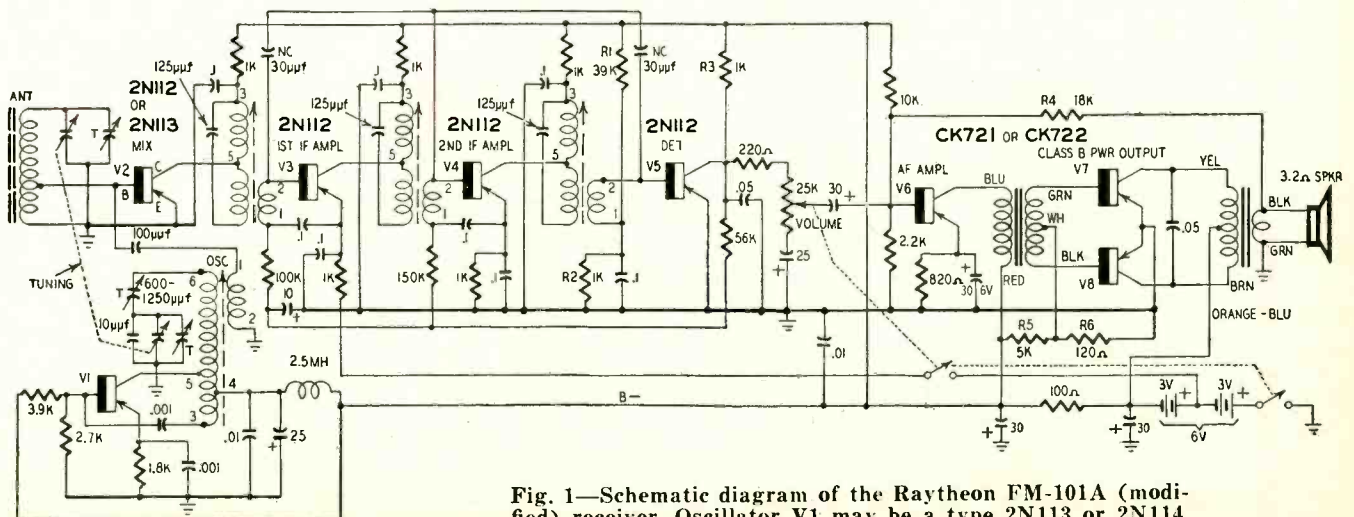 ANT
T
TUNING
125μμf
2N112
OR
2N113
MIX
V2
C
B
E
100μμf
.1
1K
3
5
NC
30μμf
2
1
.1
.1
100K
10
+
1K
2N112
1ST IF AMPL
V3
125μμf
.1
1K
3
5
2
1
.1
150K
1K
.1
2N112
2ND IF AMPL
V4
125μμf
.1
1K
3
5
2
1
R2
1K
.1
R1
39K
NC
30μμf
2N112
DET
V5
R3
1K
220Ω
.05
56K
25K
VOLUME
25
+
30
+
10K
2.2K
R4
18K
CK721 OR CK722
CLASS B PWR OUTPUT
AF AMPL
V6
820Ω
+
30
6V
BLU
RED
GRN
WH
BLK
V7
V8
.05
YEL
BRN
ORANGE-BLU
BLK
GRN
3.2Ω SPKR
R5
5K
R6
120Ω
.01
100Ω
+
30
+
30
3V
+
3V
+
6V
B—
OSC
T
600-
1250μμf
10μμf
T
6
5
4
3
1
2
2.5MH
V1
3.9K
2.7K
.001
1.8K
.001
.01
25
+
Fig. 1—Schematic diagram of the Raytheon FM-101A (modi-
fied) receiver. Oscillator V1 may be a type 2N113 or 2N114.